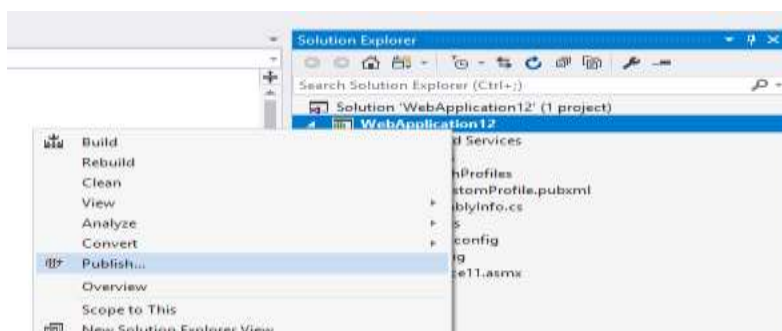 Solution Explorer
Search Solution Explorer (Ctrl+;)
Solution 'WebApplication12' (1 project)
WebApplication12
Build
d Services
Rebuild
Clean
hProfiles
stomProfile.pubxml
View
blyInfo.cs
Analyze
s
Convert
config
Publish...
ig
e11.asmx
Overview
Scope to This
New Solution Explorer View